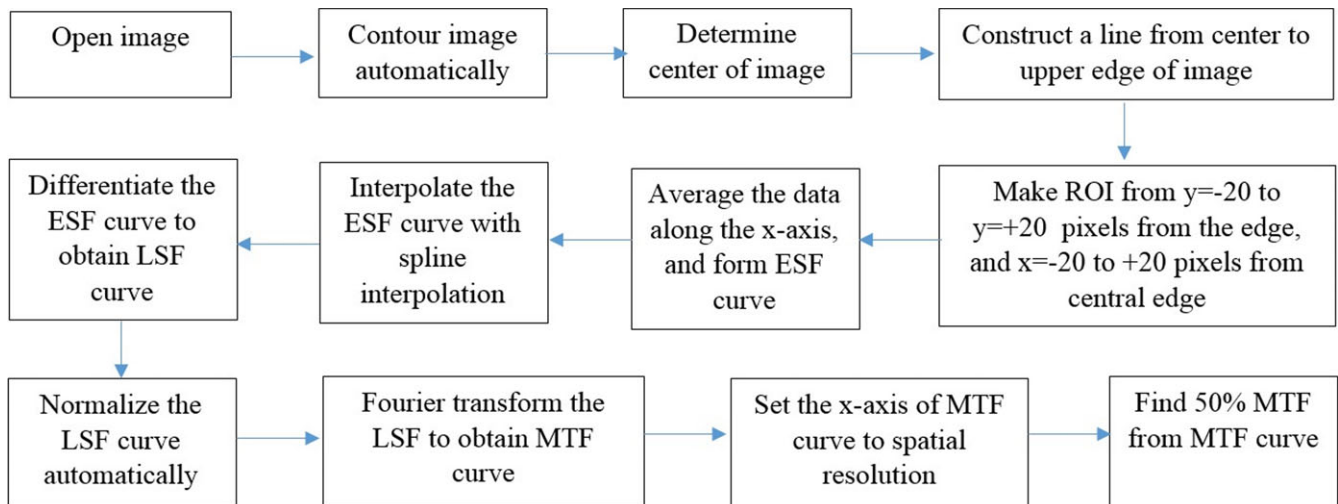 Open image
Contour image
automatically
Determine
center of image
Construct a line from center to
upper edge of image
Make ROI from y=-20 to
y=+20 pixels from the edge,
and x=-20 to +20 pixels from
central edge
Average the data
along the x-axis,
and form ESF
curve
Interpolate the
ESF curve with
spline
interpolation
Differentiate the
ESF curve to
obtain LSF
curve
Normalize the
LSF curve
automatically
Fourier transform the
LSF to obtain MTF
curve
Set the x-axis of MTF
curve to spatial
resolution
Find 50% MTF
from MTF curve